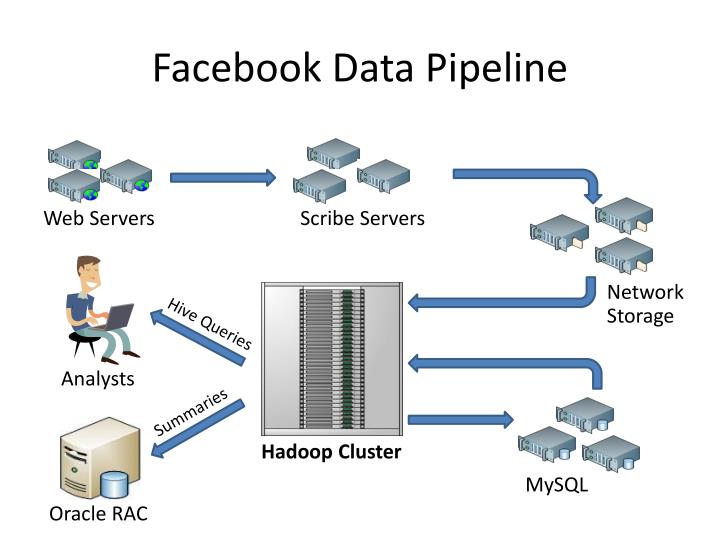 Facebook Data Pipeline
Web Servers
Scribe Servers
Network
Storage
Hive Queries
Analysts
Summaries
Hadoop Cluster
MySQL
Oracle RAC